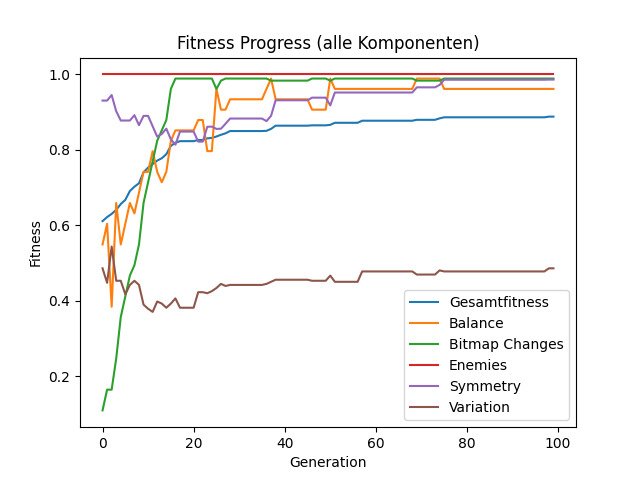 Fitness Progress (alle Komponenten)
Fitness
1.0
0.8
0.6
0.4
0.2
0
20
40
60
80
100
Generation
Gesamtfitness
Balance
Bitmap Changes
Enemies
Symmetry
Variation